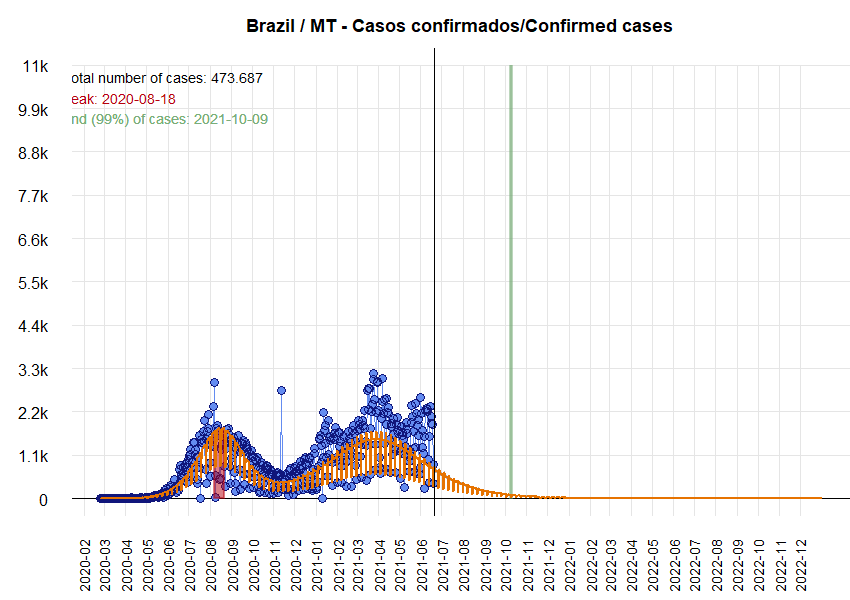 Brazil / MT - Casos confirmados/Confirmed cases
11k
otal number of cases: 473.687
eak: 2020-08-18
9.9k
nd (99%) of cases: 2021-10-09
8.8k
7.7k
6.6k
5.5k
4.4k
3.3k
2.2k
1.1k
0
2020-02
2020-03
2020-04
2020-05
2020-06
2020-07
2020-08
2020-09
2020-10
2020-11
2020-12
2021-01
2021-02
2021-03
2021-04
2021-05
2021-06
2021-07
2021-08
2021-09
2021-10
2021-11
2021-12
2022-01
2022-02
2022-03
2022-04
2022-05
2022-06
2022-07
2022-08
2022-09
2022-10
2022-11
2022-12